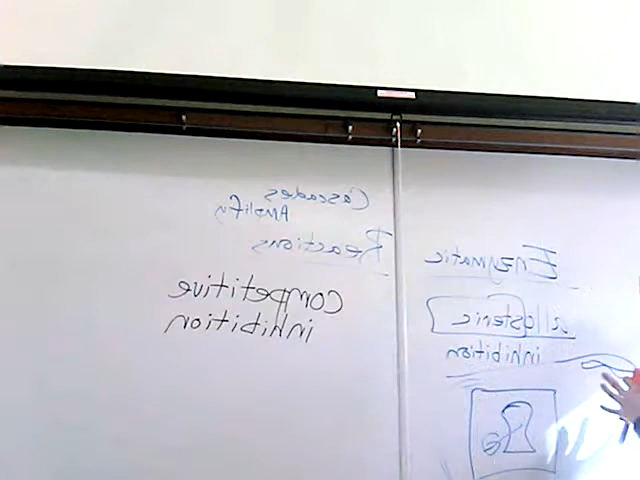 Enzymatic
Reactions
Cascades
Amplify
allosteric
inhibition
competitive
inhibition